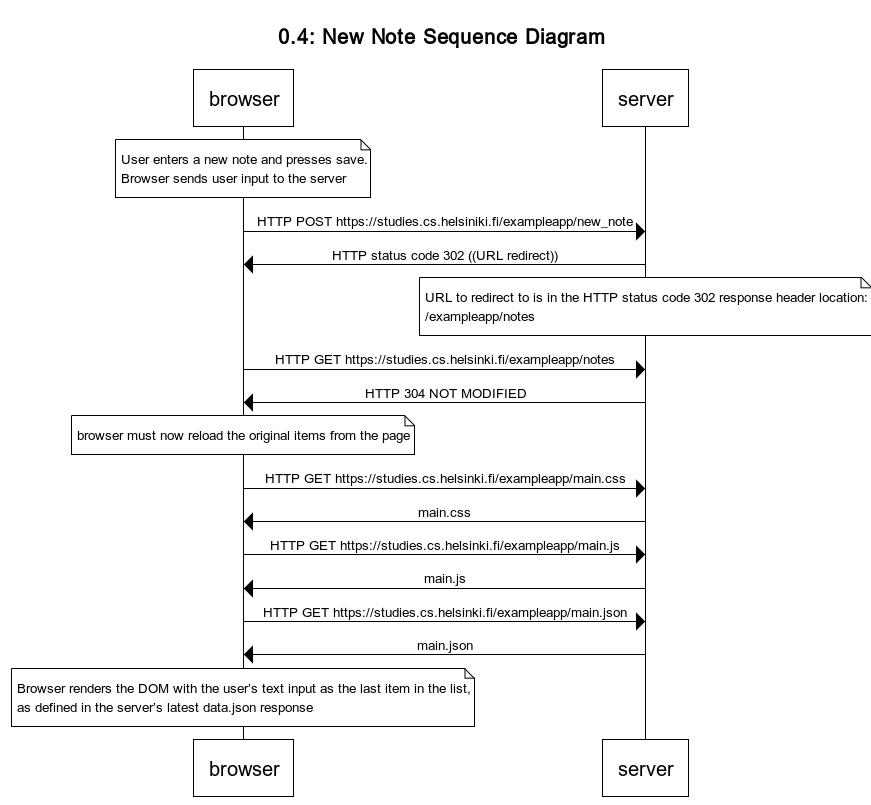 0.4: New Note Sequence Diagram
browser
server
User enters a new note and presses save.
Browser sends user input to the server
HTTP POST https://studies.cs.helsiniki.fi/exampleapp/new_note
HTTP status code 302 ((URL redirect))
URL to redirect to is in the HTTP status code 302 response header location:
/exampleapp/notes
HTTP GET https://studies.cs.helsinki.fi/exampleapp/notes
HTTP 304 NOT MODIFIED
browser must now reload the original items from the page
HTTP GET https://studies.cs.helsinki.fi/exampleapp/main.css
main.css
HTTP GET https://studies.cs.helsinki.fi/exampleapp/main.js
main.js
HTTP GET https://studies.cs.helsinki.fi/exampleapp/main.json
main.json
Browser renders the DOM with the user's text input as the last item in the list,
as defined in the server's latest data.json response
browser
server